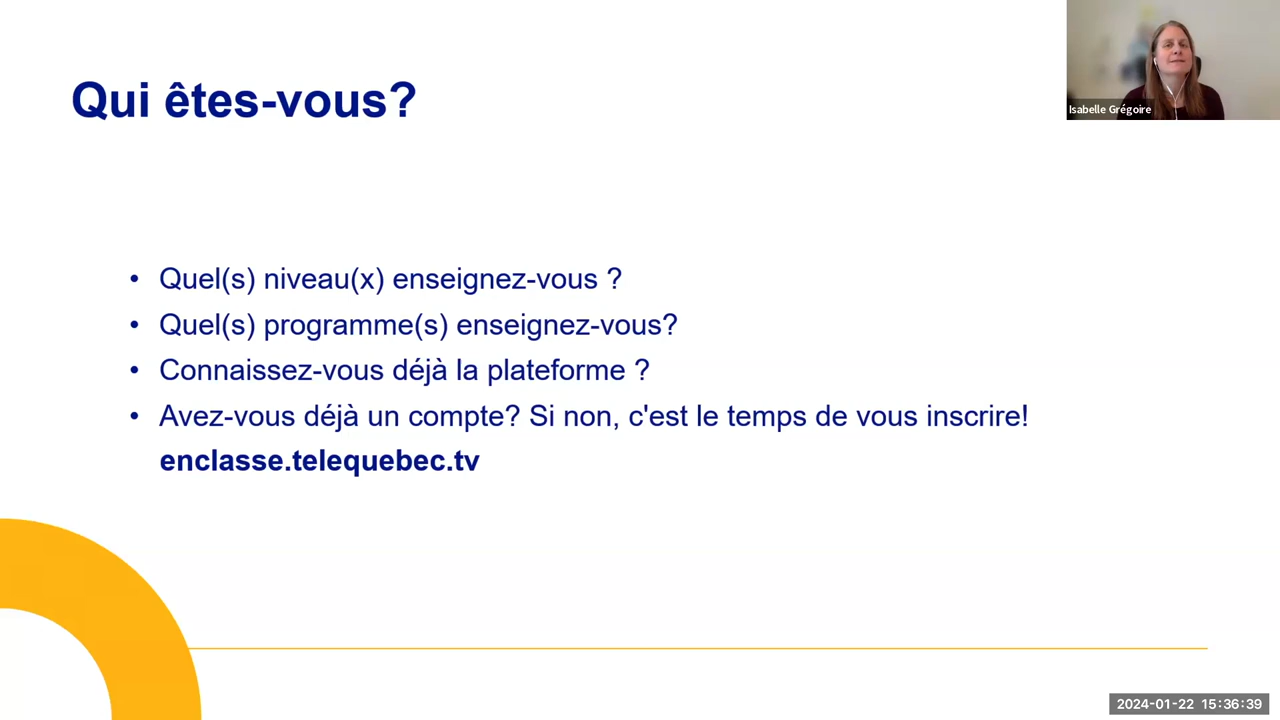 Qui êtes-vous?
Isabelle Grégoire
• Quel(s) niveau(x) enseignez-vous ?
• Quel(s) programme(s) enseignez-vous?
• Connaissez-vous déjà la plateforme ?
• Avez-vous déjà un compte? Si non, c'est le temps de vous inscrire!
enclasse.telequebec.tv
2024-01-22 15:36:39